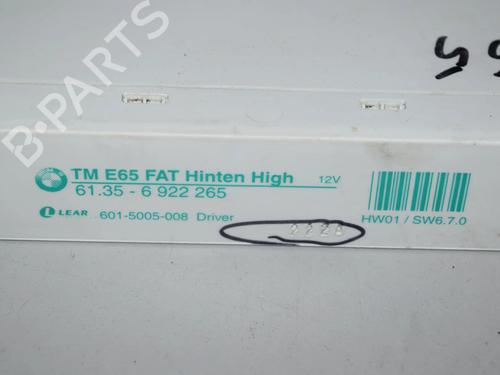 B-PARTS
TM E65 FAT Hinten High 12V
61.35 - 6 922 265
LEAR 601-5005-008 Driver
HW01 / SW6.7.0